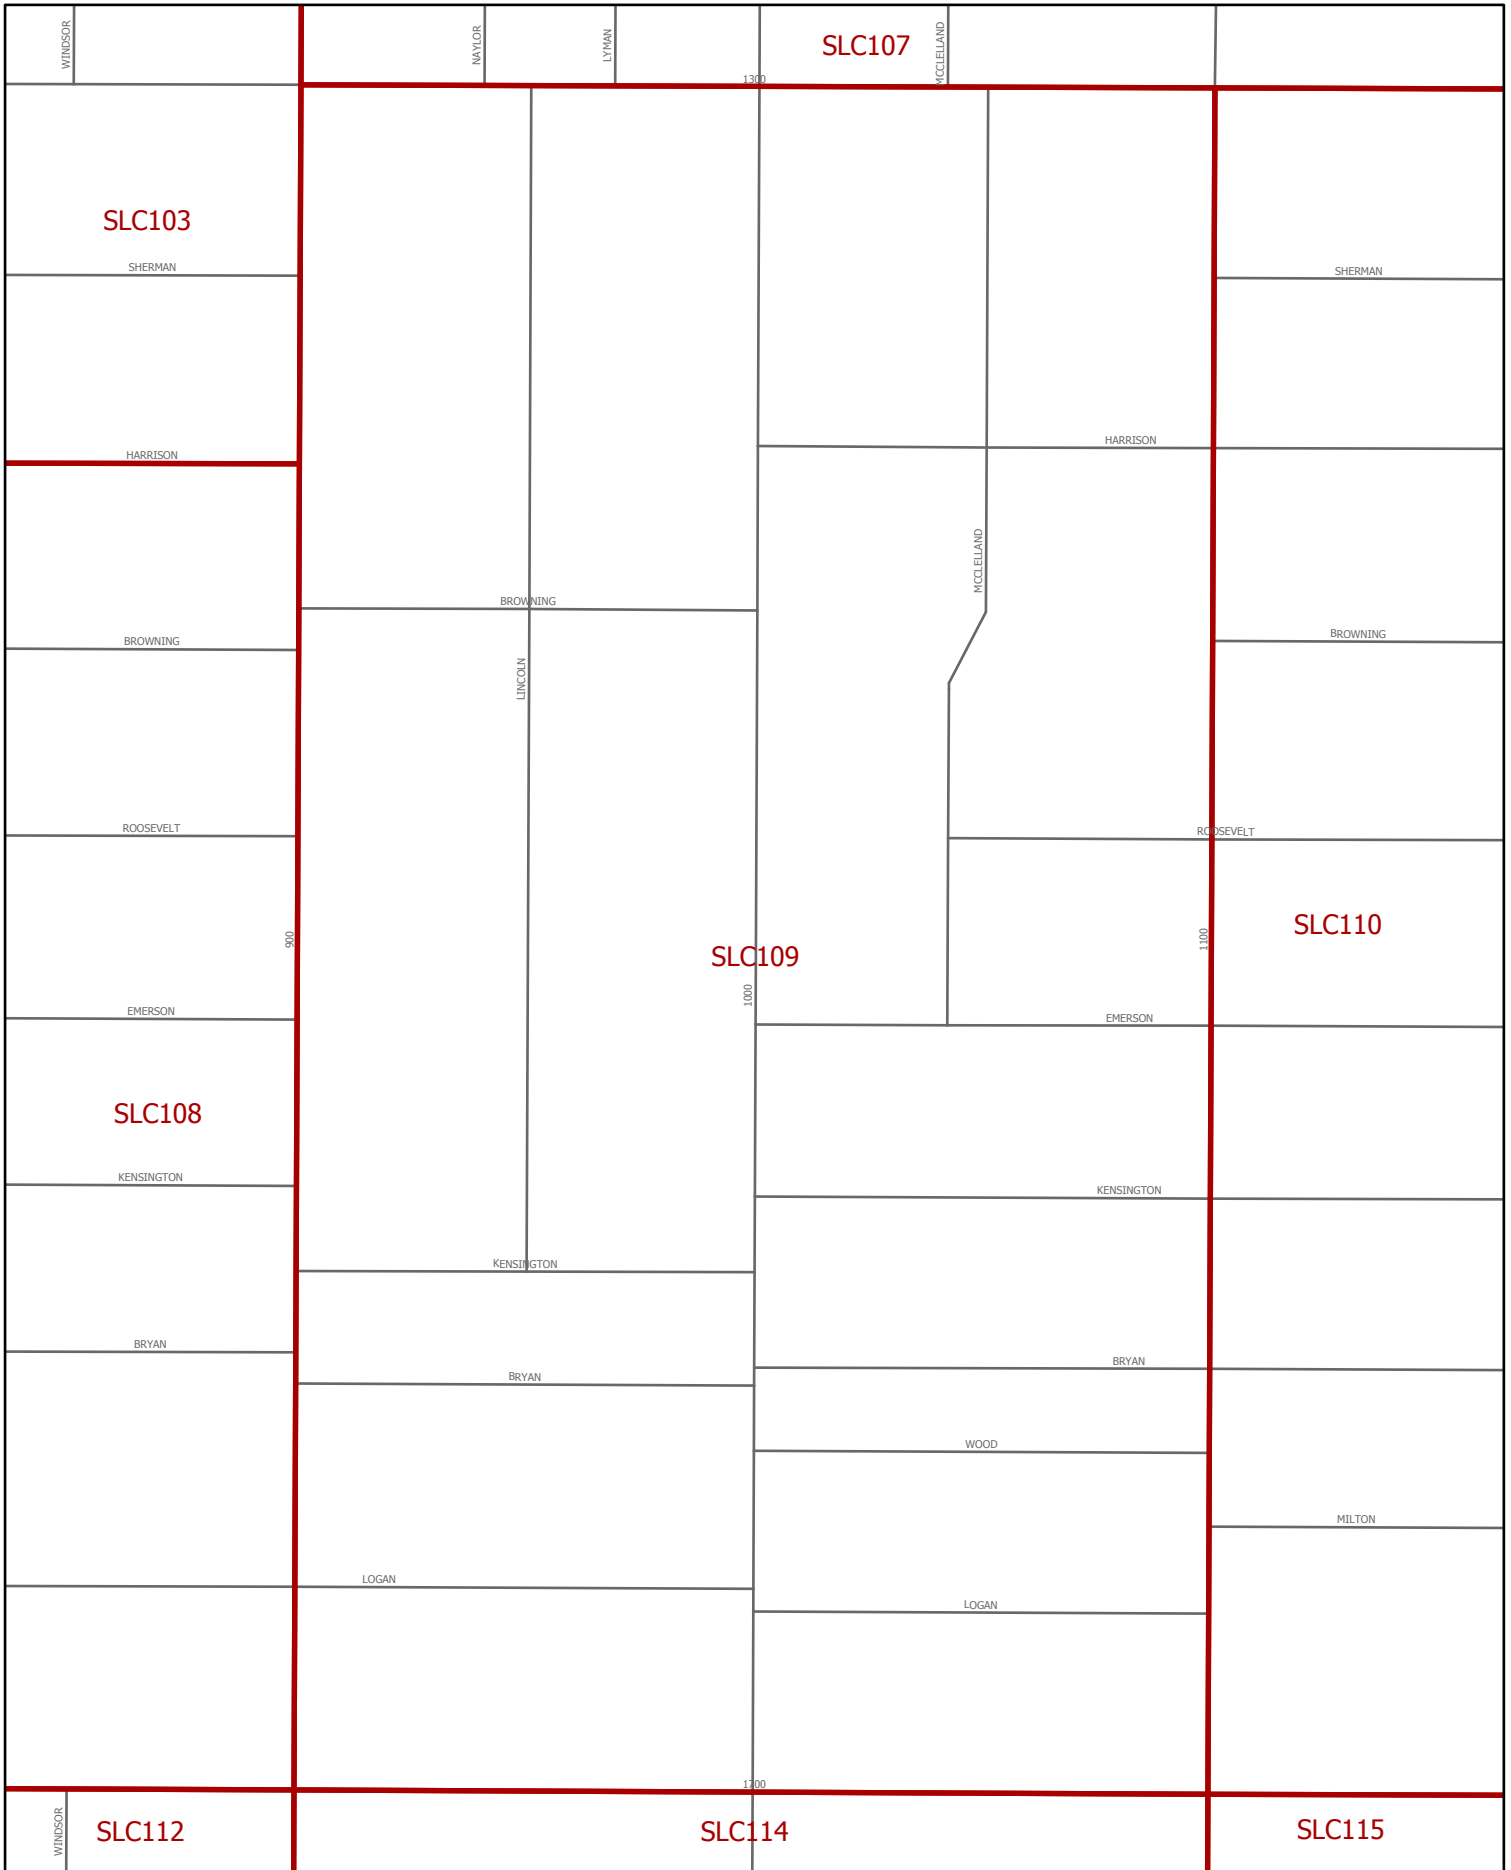 WINDSOR
NAYLOR
LYMAN
MCCLELLAND
SLC107
1300
SLC103
SHERMAN
SHERMAN
HARRISON
HARRISON
MCCLELLAND
BROWNING
BROWNING
BROWNING
LINCOLN
ROOSEVELT
ROOSEVELT
900
1100
SLC110
SLC109
1000
EMERSON
EMERSON
SLC108
KENSINGTON
KENSINGTON
KENSINGTON
BRYAN
BRYAN
BRYAN
WOOD
MILTON
LOGAN
LOGAN
1700
WINDSOR
SLC112
SLC114
SLC115